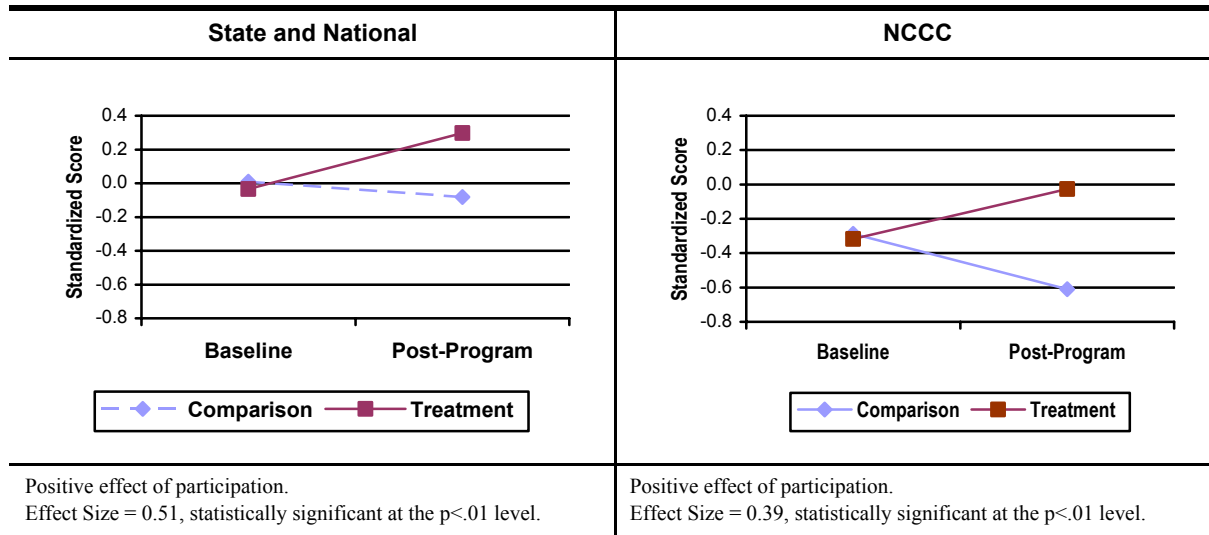 State and National
Standardized Score
0.4
0.2
0.0
-0.2
-0.4
-0.6
-0.8
Baseline Post-Program
Comparison Treatment
Positive effect of participation.
Effect Size = 0.51, statistically significant at the p<.01 level.
NCCC
Standardized Score
0.4
0.2
0.0
-0.2
-0.4
-0.6
-0.8
Baseline Post-Program
Comparison Treatment
Positive effect of participation.
Effect Size = 0.39, statistically significant at the p<.01 level.